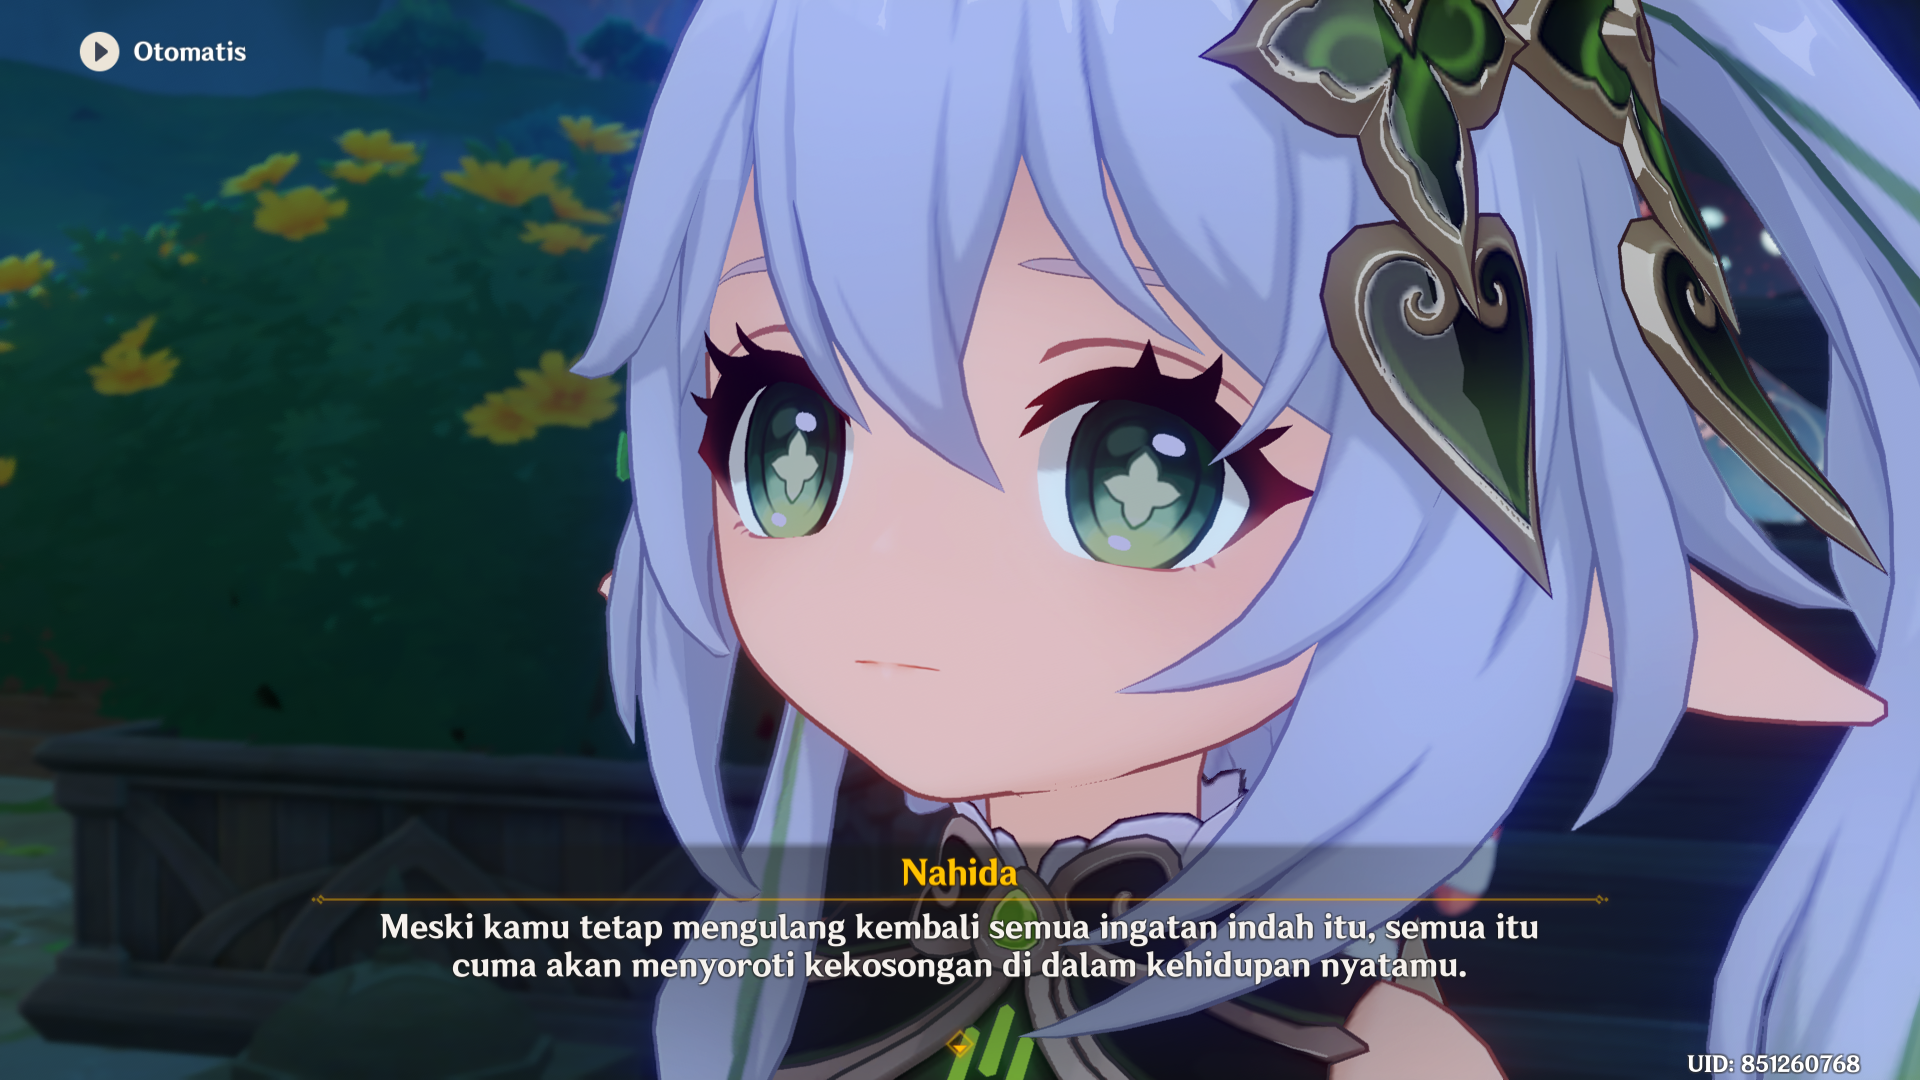 Otomatis
Nahida
Meski kamu tetap mengulang kembali semua ingatan indah itu, semua itu
cuma akan menyoroti kekosongan di dalam kehidupan nyatamu.
UID: 851260768